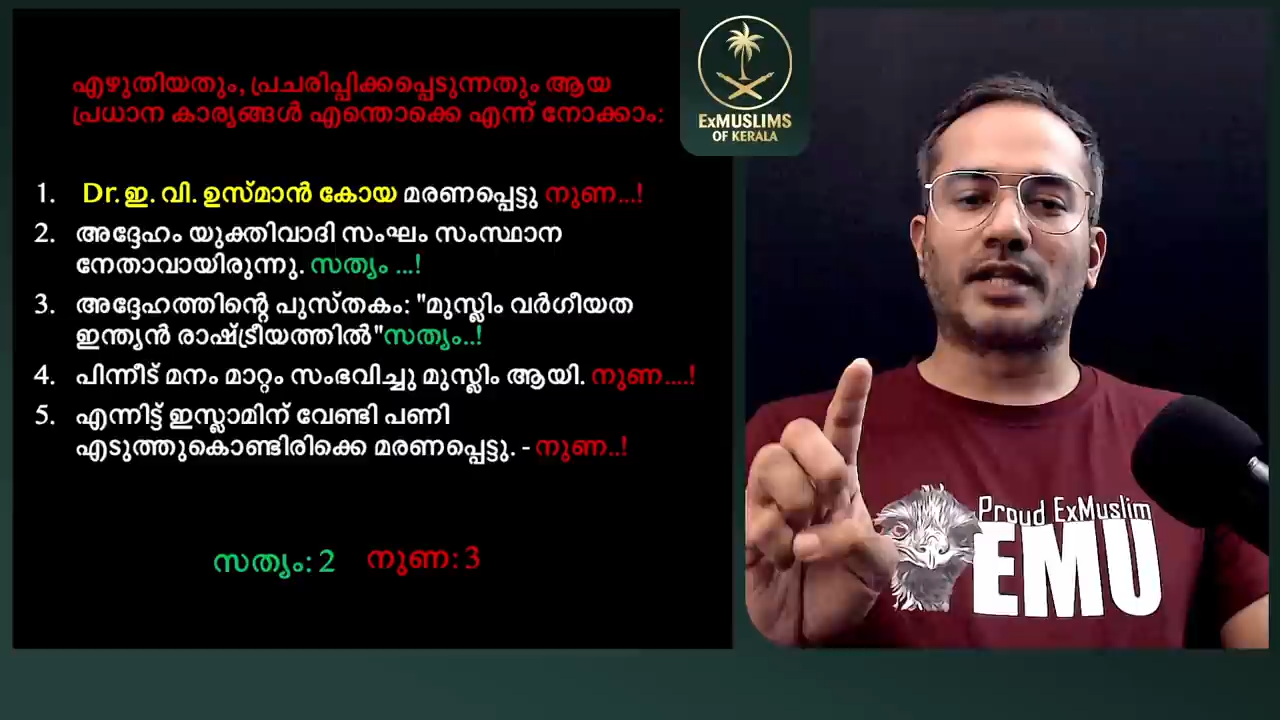 എഴുതിയതും, പ്രചരിപ്പിക്കപ്പെടുന്നതും ആയ
പ്രധാന കാര്യങ്ങൾ എന്തൊക്കെ എന്ന് നോക്കാം:
1. Dr. ഇ. വി. ഉസ്മാൻ കോയ മരണപ്പെട്ടു നുണ...!
2. അദ്ദേഹം യുക്തിവാദി സംഘം സംസ്ഥാന
നേതാവായിരുന്നു. സത്യം ...!
3. അദ്ദേഹത്തിന്റെ പുസ്തകം: "മുസ്ലിം വർഗീയത
ഇന്ത്യൻ രാഷ്ട്രീയത്തിൽ"സത്യം..!
4. പിന്നീട് മനം മാറ്റം സംഭവിച്ചു മുസ്ലിം ആയി. നുണ....!
5. എന്നിട്ട് ഇസ്ലാമിന് വേണ്ടി പണി
എടുത്തുകൊണ്ടിരിക്കെ മരണപ്പെട്ടു. - നുണ..!
സത്യം: 2 നുണ: 3
ExMUSLIMS
OF KERALA
Proud ExMuslim
EMU